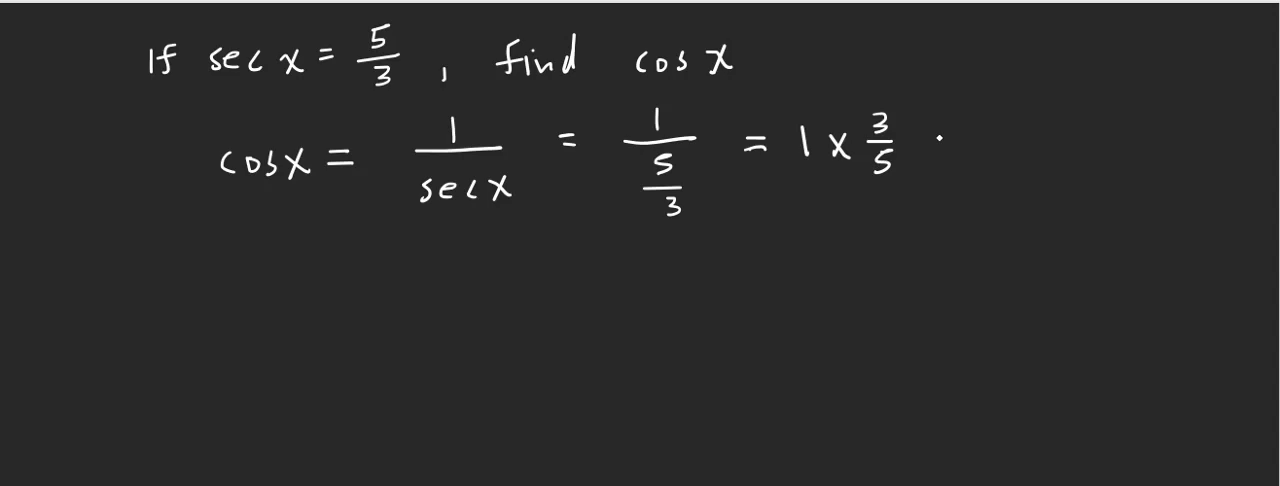 If sec x = 5/3 , find cos x
cos x = 1/sec x = 1/(5/3) = 1 x 3/5